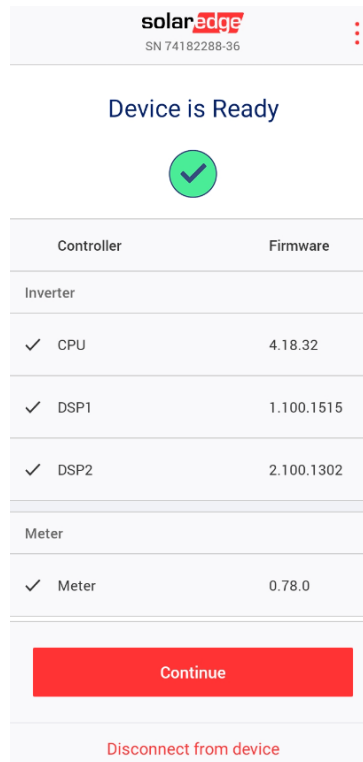 solaredge
SN 74182288-36
Device is Ready
Controller Firmware
Inverter
CPU 4.18.32
DSP1 1.100.1515
DSP2 2.100.1302
Meter
Meter 0.78.0
Continue
Disconnect from device